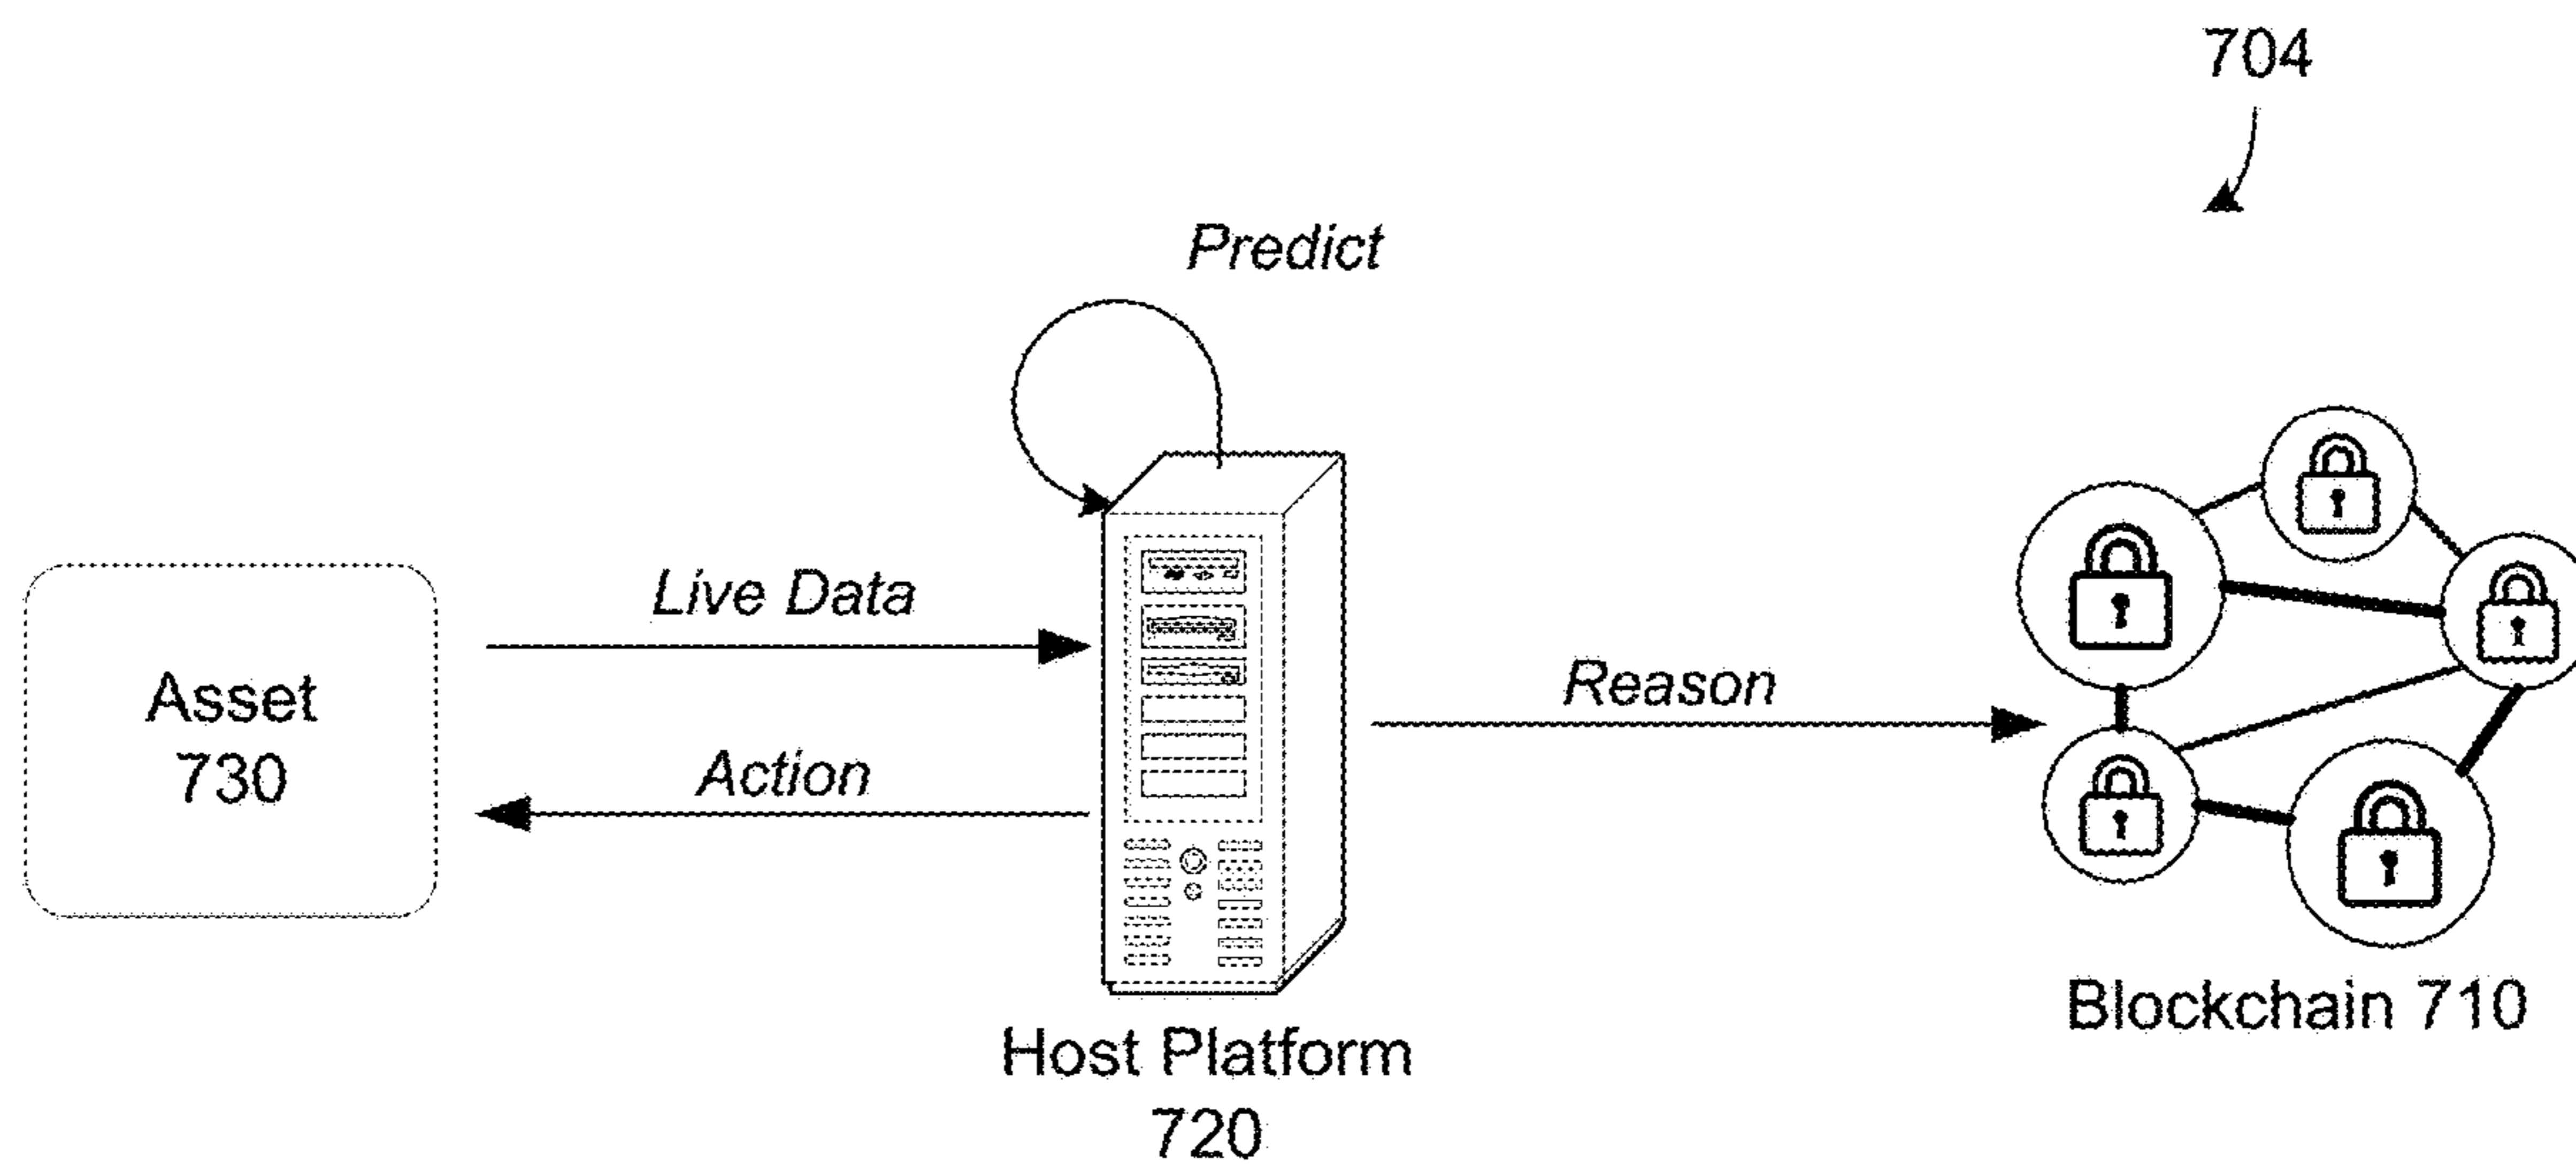 704
Predict
Live Data
Asset
730
Action
Reason
Host Platform
720
Blockchain 710